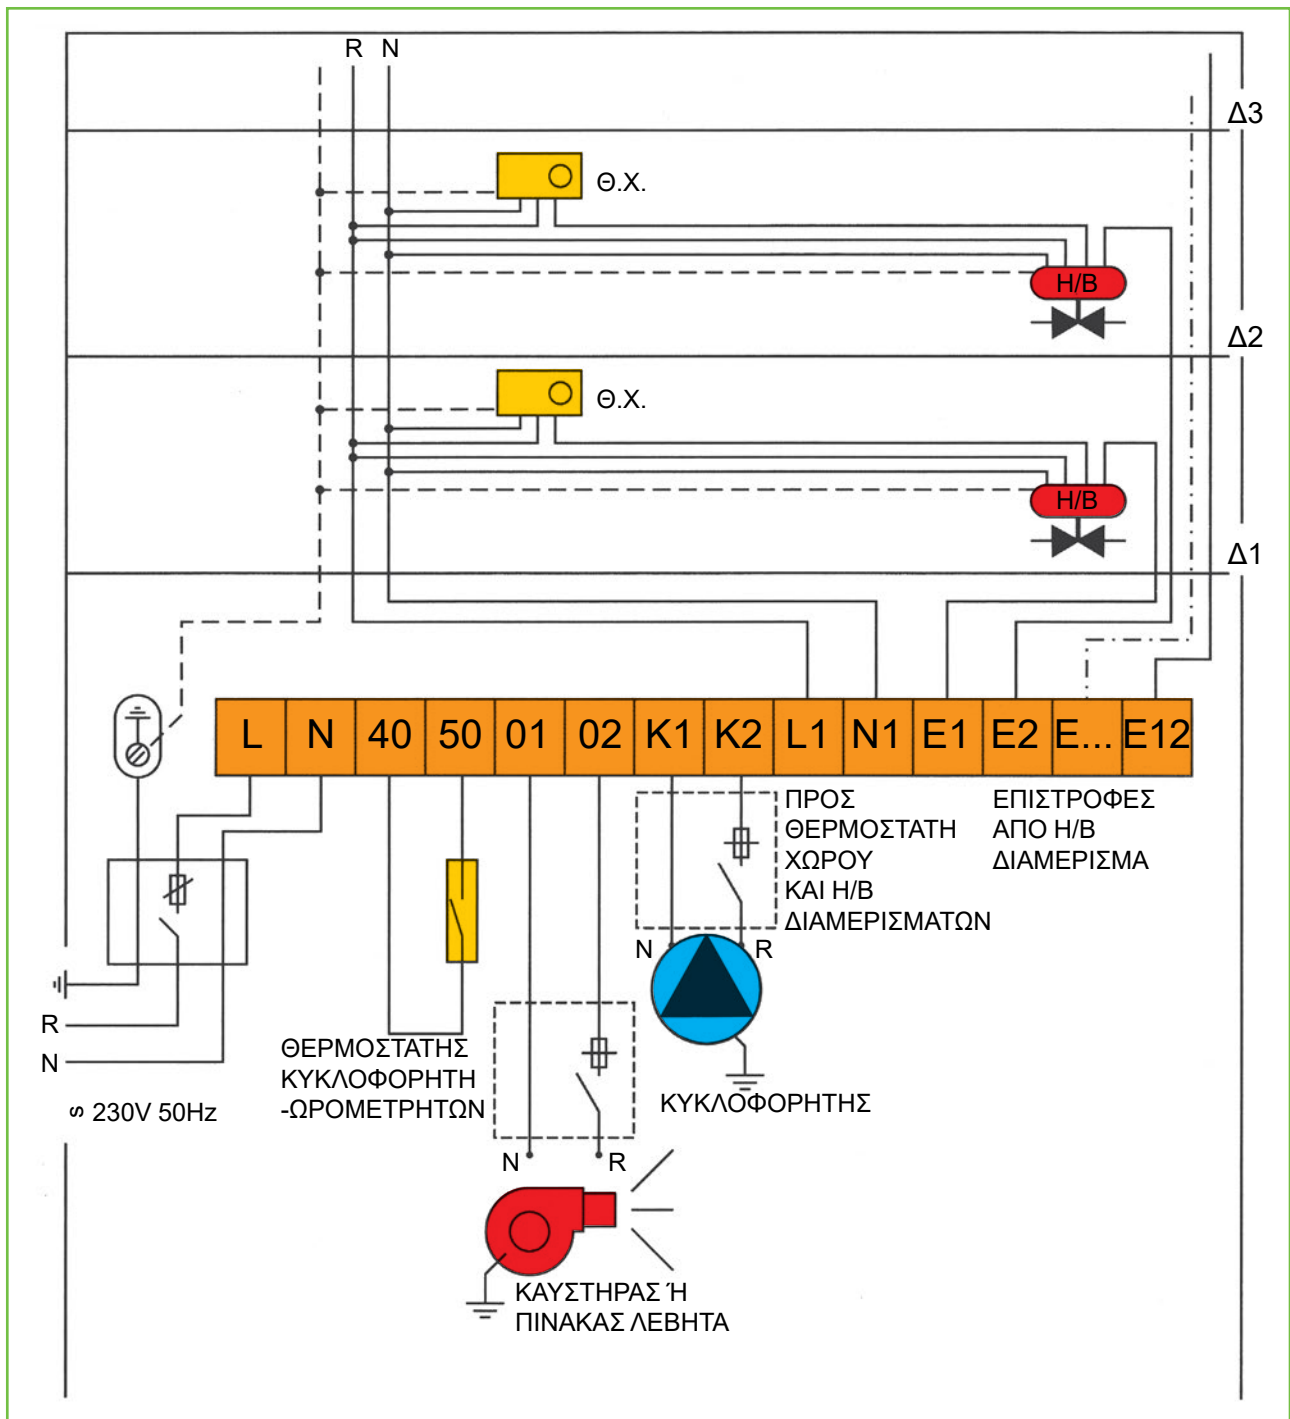 R N
Δ3
Θ.Χ.
Η/Β
Δ2
Θ.Χ.
Η/Β
Δ1
L N 40 50 01 02 K1 K2 L1 N1 E1 E2 E... E12
ΠΡΟΣ
ΘΕΡΜΟΣΤΑΤΗ
ΧΩΡΟΥ
ΚΑΙ Η/Β
ΔΙΑΜΕΡΙΣΜΑΤΩΝ
ΕΠΙΣΤΡΟΦΕΣ
ΑΠΟ Η/Β
ΔΙΑΜΕΡΙΣΜΑ
N R
R
N
∽ 230V 50Hz
ΘΕΡΜΟΣΤΑΤΗΣ
ΚΥΚΛΟΦΟΡΗΤΗ
-ΩΡΟΜΕΤΡΗΤΩΝ
ΚΥΚΛΟΦΟΡΗΤΗΣ
N R
ΚΑΥΣΤΗΡΑΣ Ή
ΠΙΝΑΚΑΣ ΛΕΒΗΤΑ